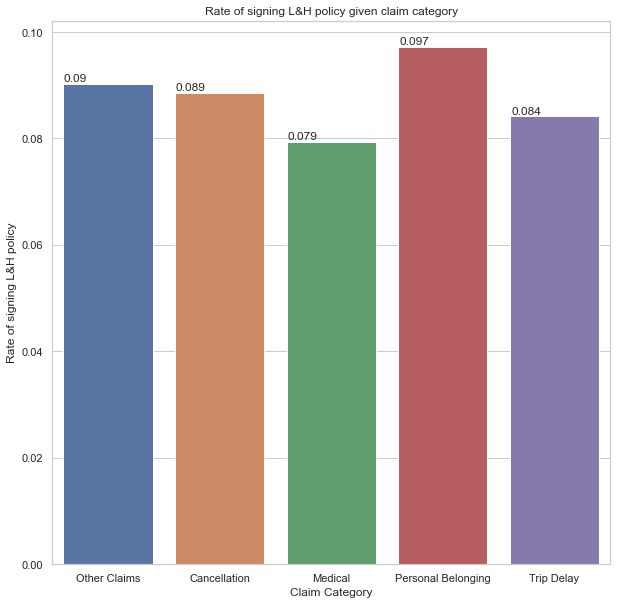 Rate of signing L&H policy given claim category
0.10
0.08
0.06
0.04
0.02
0.00
Rate of signing L&H policy
0.09
0.089
0.079
0.097
0.084
Other Claims
Cancellation
Medical
Personal Belonging
Trip Delay
Claim Category